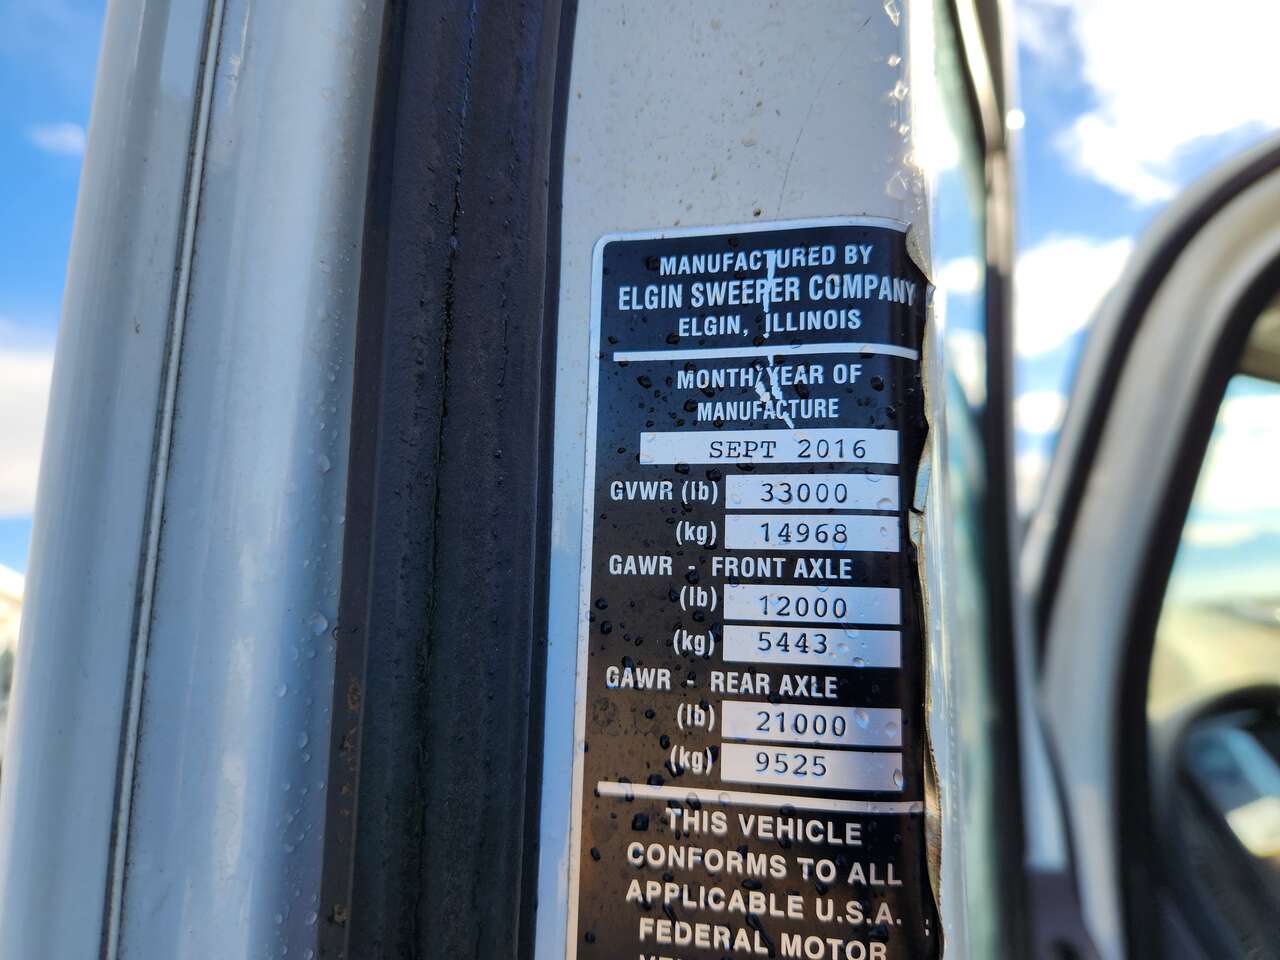 MANUFACTURED BY
ELGIN SWEEPER COMPANY
ELGIN, ILLINOIS
MONTH/YEAR OF
MANUFACTURE
SEPT 2016
GVWR (lb) 33000
(kg) 14968
GAWR - FRONT AXLE
(lb) 12000
(kg) 5443
GAWR - REAR AXLE
(lb) 21000
(kg) 9525
THIS VEHICLE
CONFORMS TO ALL
APPLICABLE U.S.A.
FEDERAL MOTOR